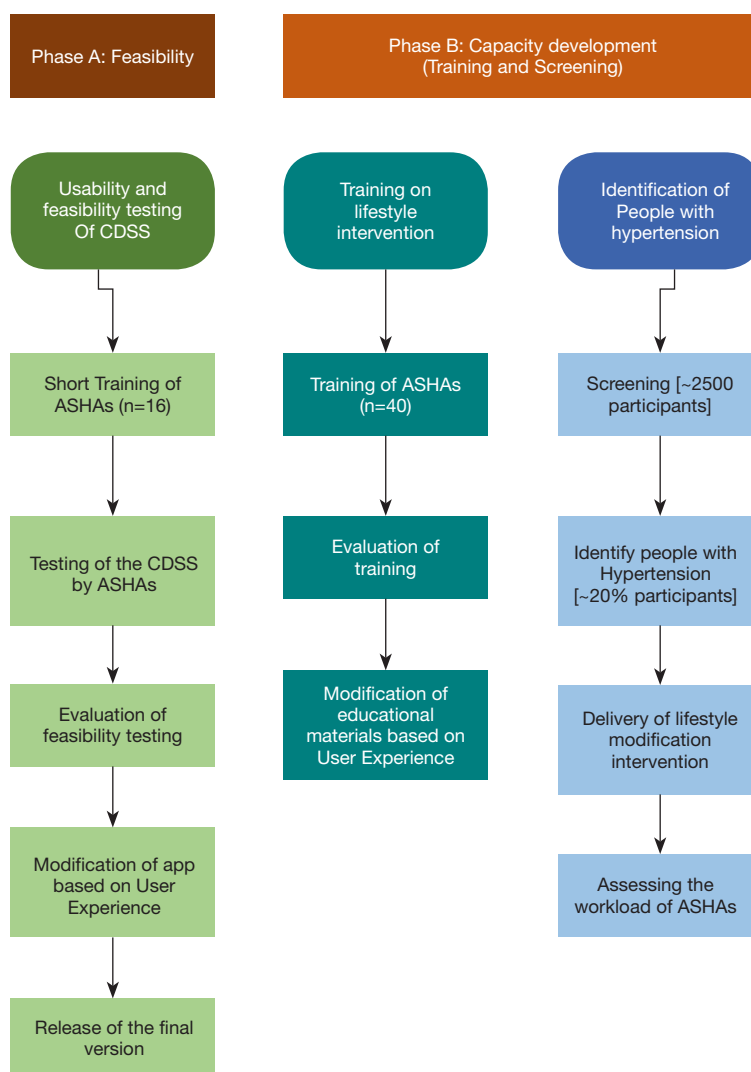 Phase A: Feasibility
Phase B: Capacity development
(Training and Screening)
Usability and
feasibility testing
Of CDSS
Short Training of
ASHAs (n=16)
Testing of the CDSS
by ASHAs
Evaluation of
feasibility testing
Modification of app
based on User
Experience
Release of the final
version
Training on
lifestyle
intervention
Training of ASHAs
(n=40)
Evaluation of
training
Modification of
educational
materials based on
User Experience
Identification of
People with
hypertension
Screening [~2500
participants]
Identify people with
Hypertension
[~20% participants]
Delivery of lifestyle
modification
intervention
Assessing the
workload of ASHAs